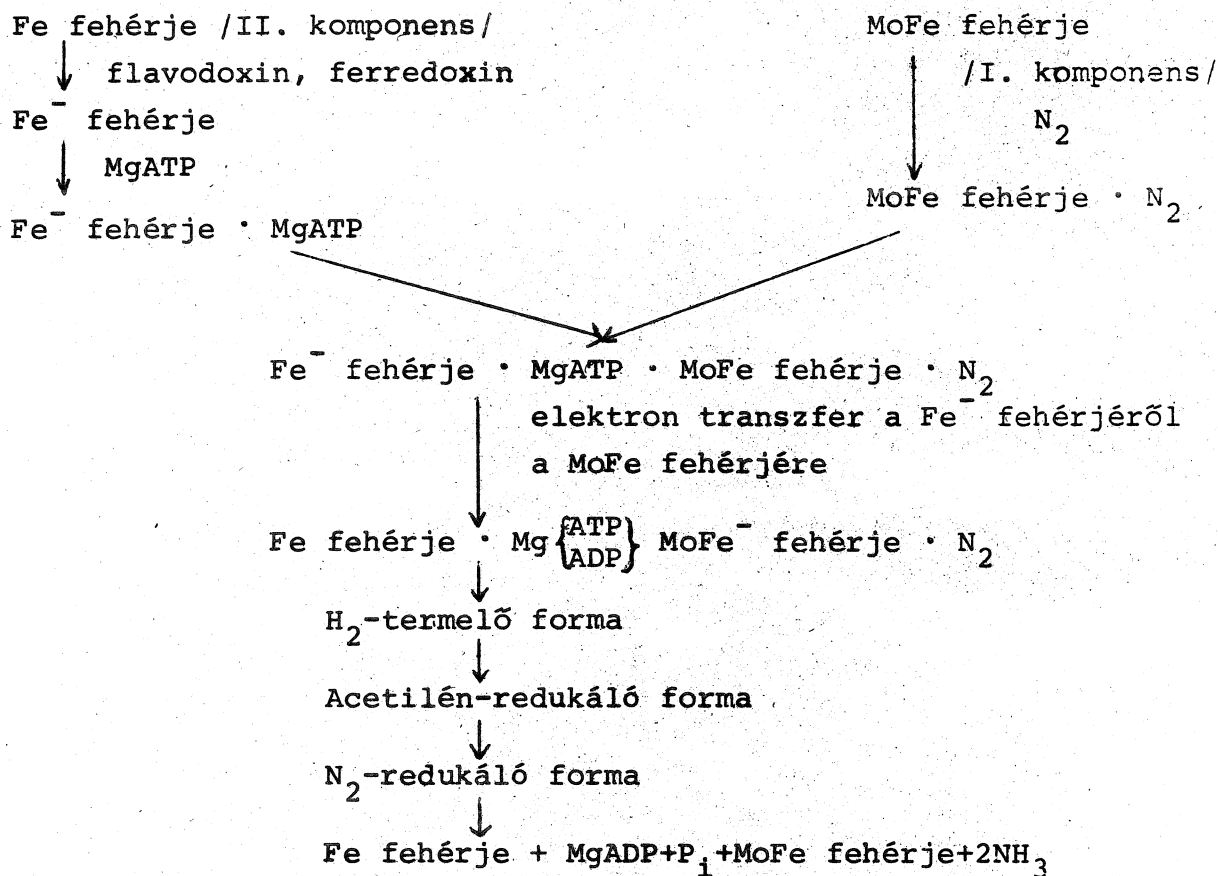 Fe fehérje /II. komponens/
flavodoxin, ferredoxin
Fe⁻ fehérje
MgATP
Fe⁻ fehérje · MgATP
MoFe fehérje
/I. komponens/
N₂
MoFe fehérje · N₂
Fe⁻ fehérje · MgATP · MoFe fehérje · N₂
elektron transzfer a Fe⁻ fehérjéről
a MoFe fehérjére
Fe fehérje · Mg{ATP/ADP} MoFe⁻ fehérje · N₂
H₂-termelő forma
Acetilén-redukáló forma
N₂-redukáló forma
Fe fehérje + MgADP+Pᵢ+MoFe fehérje+2NH₃